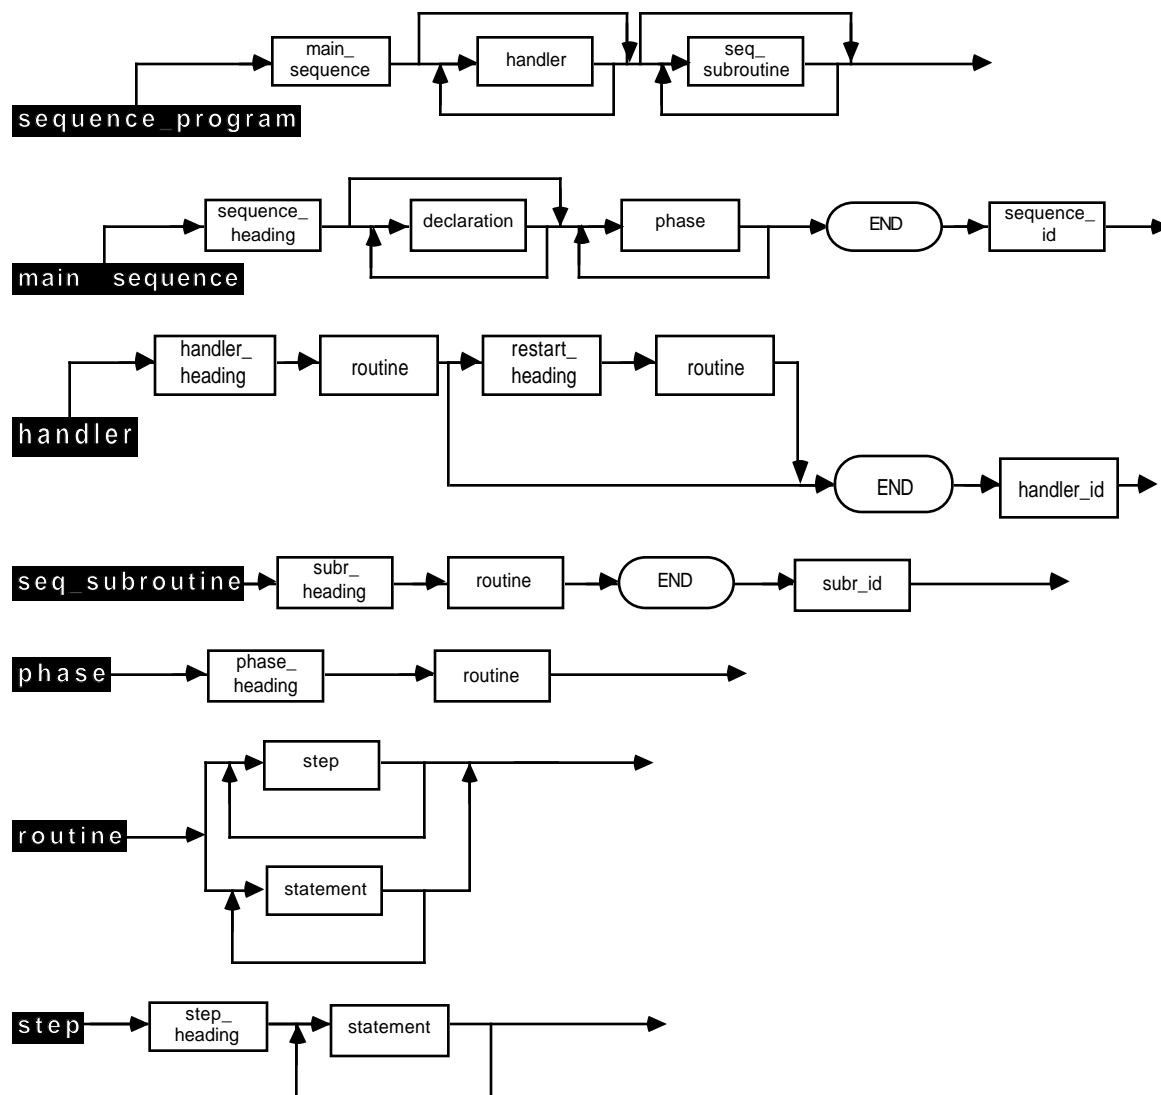 main_
sequence
handler
seq_
subroutine
sequence_program
sequence_
heading
declaration
phase
END
sequence_
id
main sequence
handler_
heading
routine
restart_
heading
routine
handler
END
handler_id
seq_subroutine
subr_
heading
routine
END
subr_id
phase
phase_
heading
routine
step
routine
statement
step
step_
heading
statement